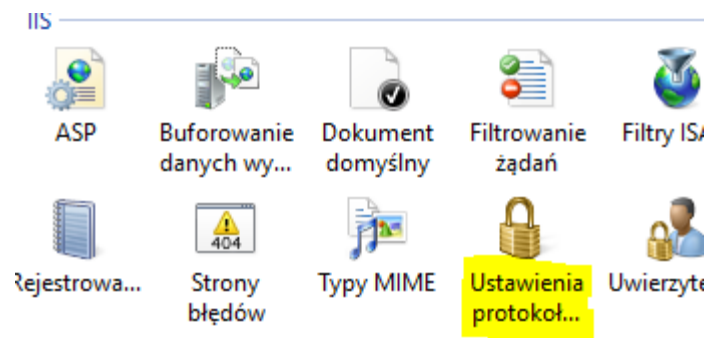 IIS
ASP
Buforowanie danych wy...
Dokument domyślny
Filtrowanie żądań
Filtry ISA
404
Rejestrowa...
Strony błędów
Typy MIME
Ustawienia protokoł...
Uwierzyte